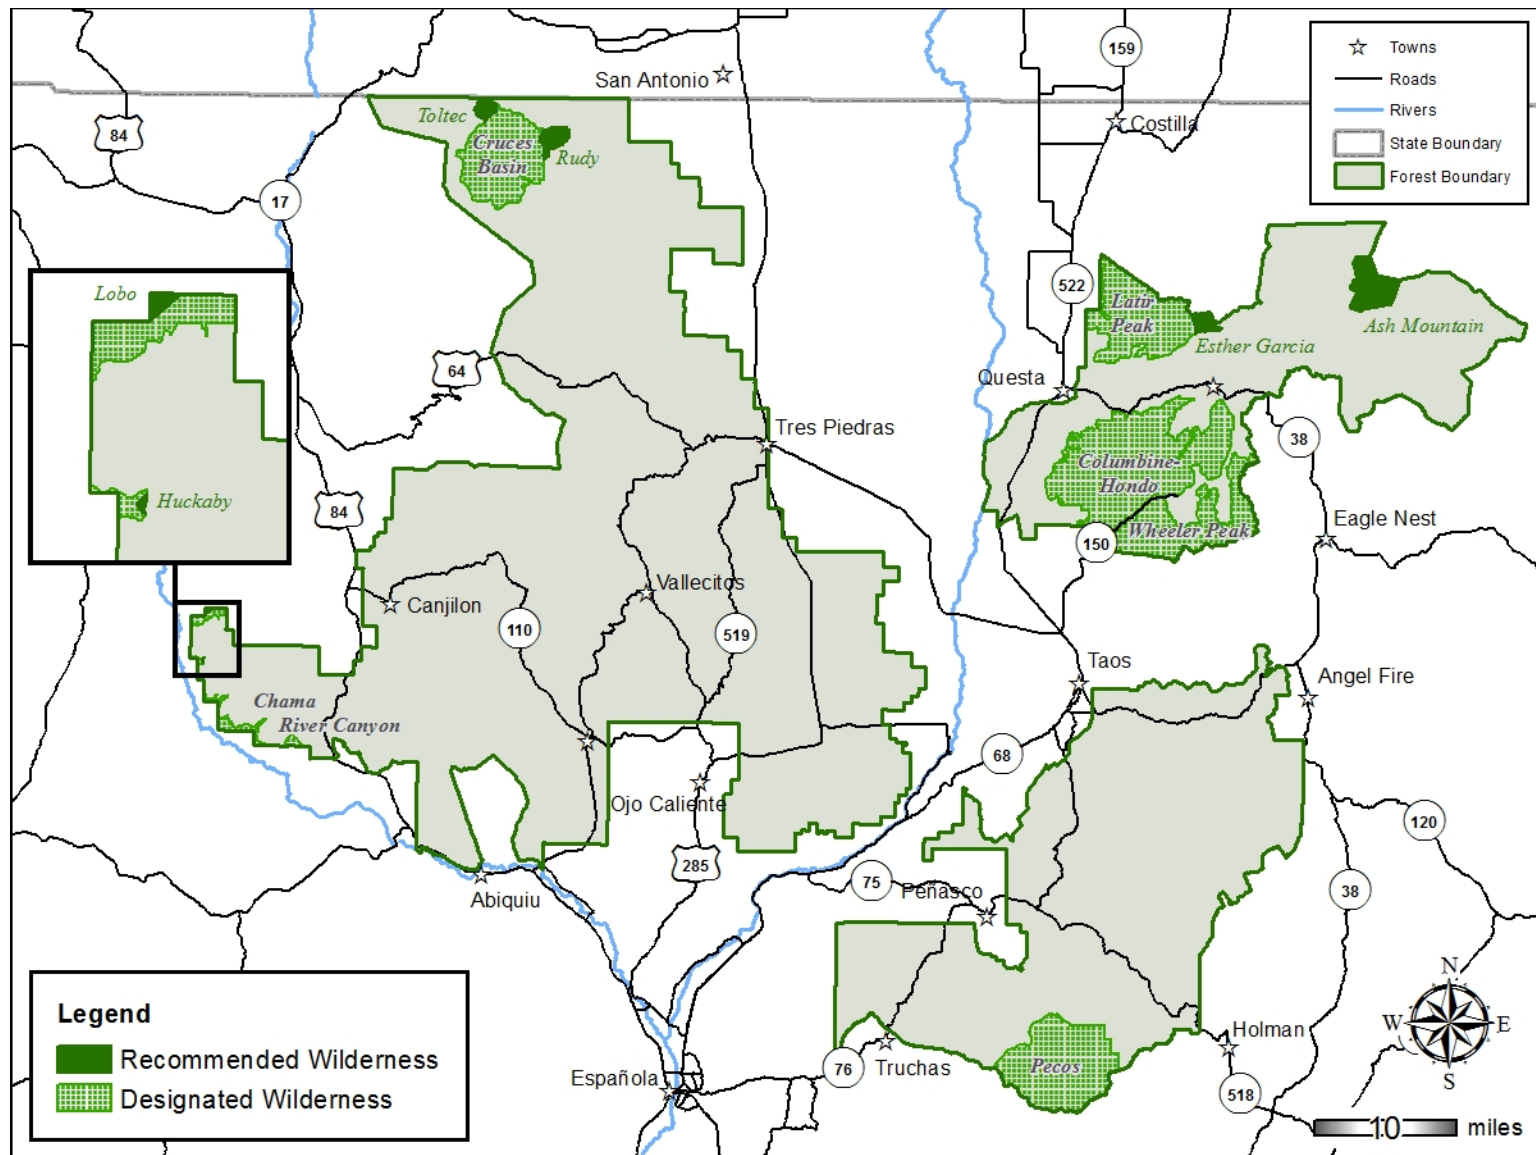 159
Towns
San Antonio
Roads
Rivers
Toltec
Costilla
84
Cruces
Basin
State Boundary
Rudy
Forest Boundary
17
522
Lobo
Latir
Peak
Ash Mountain
Esther Garcia
64
Questa
Tres Piedras
38
Columbine-
Hondo
Huckaby
84
Eagle Nest
Wheeler Peak
150
Vallecitos
Canjilon
110
519
Taos
Angel Fire
Chama
River Canyon
68
Ojo Caliente
120
285
75
Peñasco
38
Abiquiu
N
W
E
S
Legend
Recommended Wilderness
Designated Wilderness
Holman
Pecos
76
Truchas
Española
518
10 miles